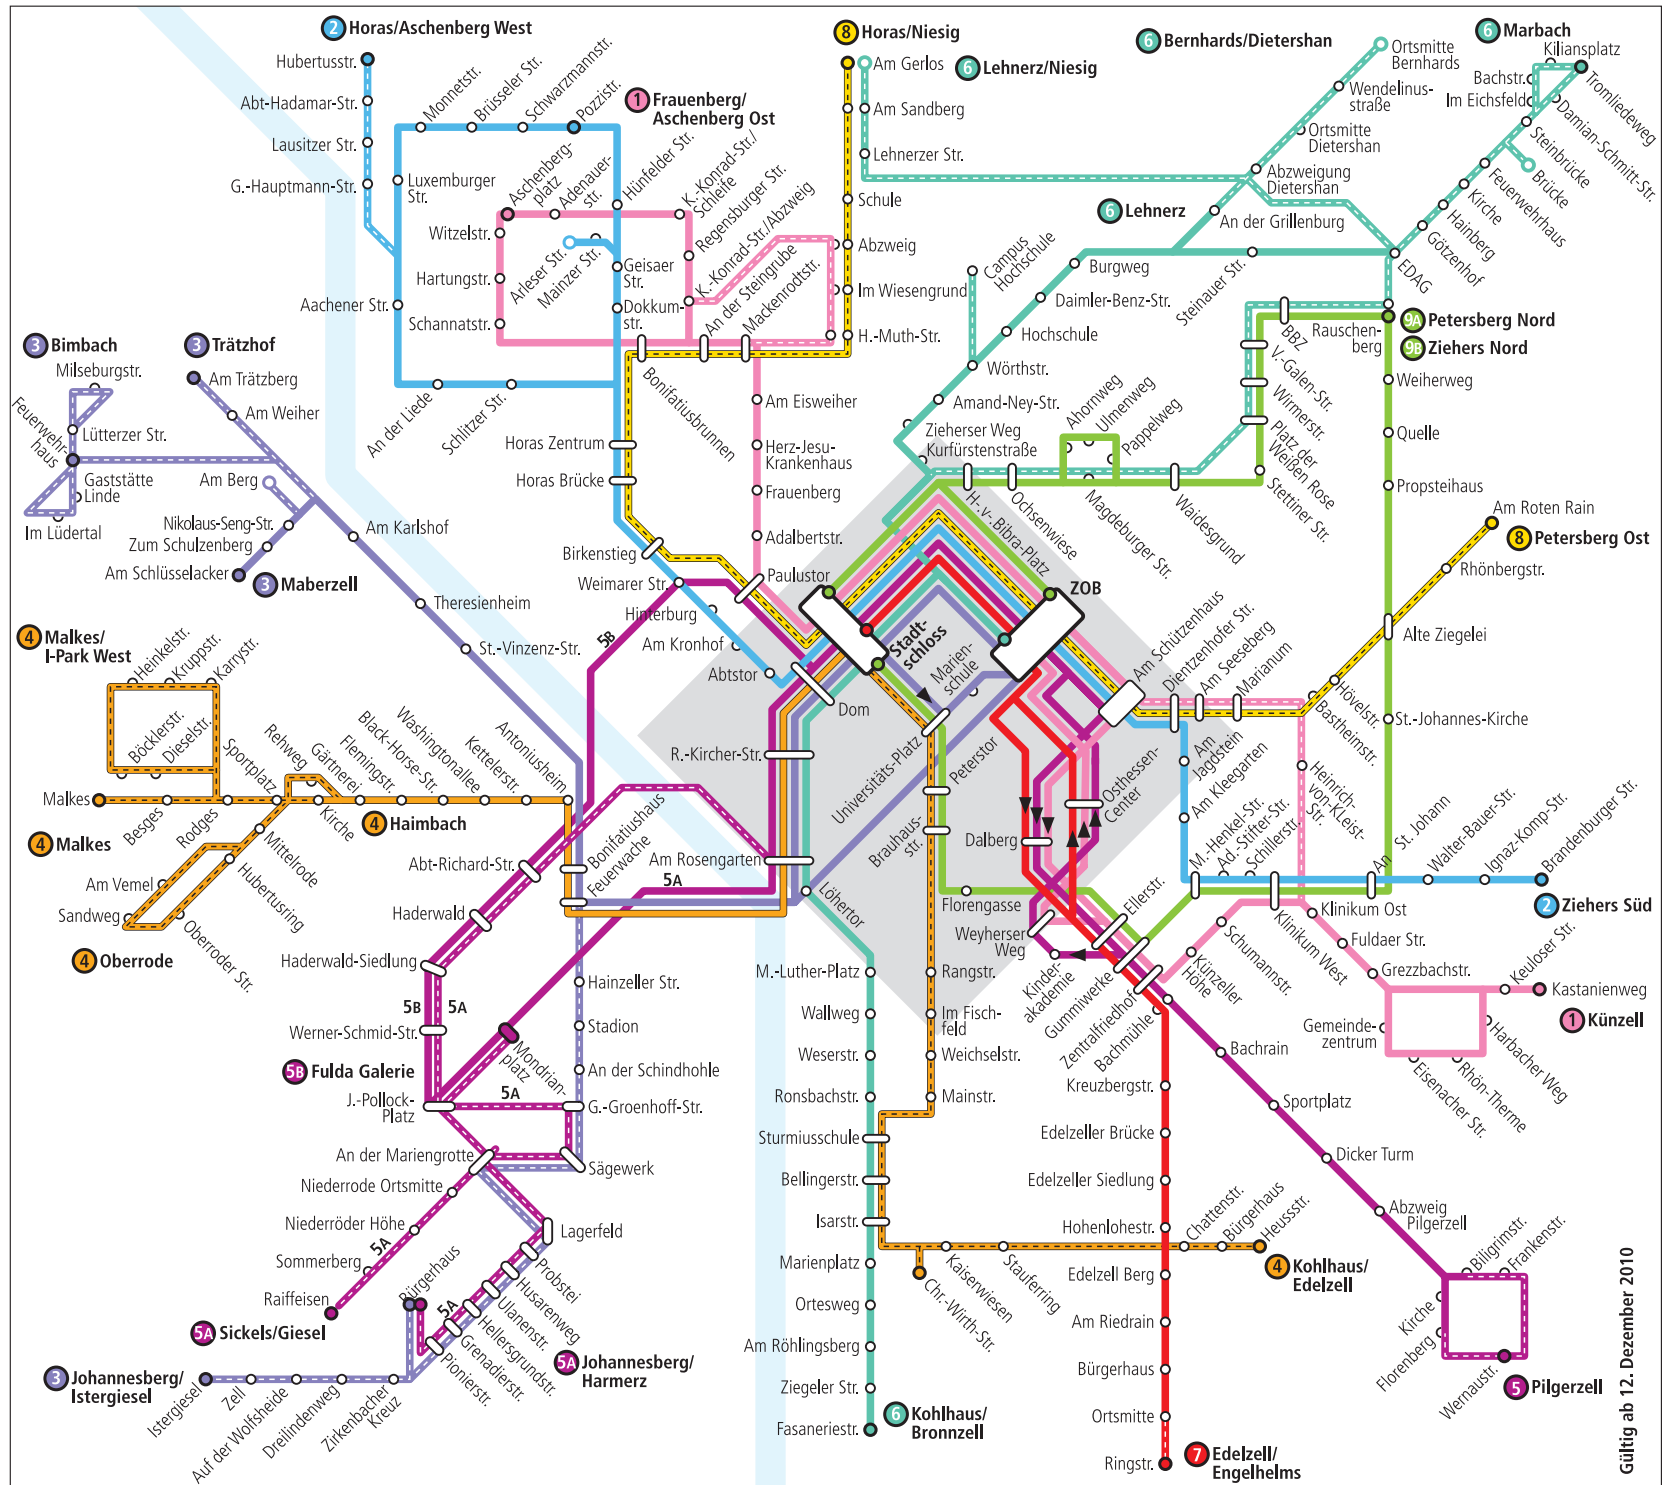 2 Horas/Aschenberg West
Hubertusstr.
Abt-Hadamar-Str.
Lausitzer Str.
G.-Hauptmann-Str.
Monnetstr.
Brüsseler Str.
Schwarzmannstr.
Pozzistr.
Luxemburger
Str.
Aachener Str.
An der Liede
Schlitzer Str.
1 Frauenberg/
Aschenberg Ost
Aschenberg-
platz
Adenauer-
str.
Hünfelder Str.
K.-Konrad-Str./
Schleife
Regensburger Str.
K.-Konrad-Str./Abzweig
An der Steingrube
Mackenrodtstr.
Witzelstr.
Hartungstr.
Schannatstr.
Arleser Str.
Mainzer Str.
Geisaer
Str.
Dokkum-
str.
Bonifatiusbrunnen
Horas Zentrum
Horas Brücke
Birkenstieg
Weimarer Str.
Hinterburg
Am Kronhof
Abtstor
Am Eisweiher
Herz-Jesu-
Krankenhaus
Frauenberg
Adalbertstr.
Paulustor
8 Horas/Niesig
Am Gerlos
6 Lehnerz/Niesig
Am Sandberg
Lehnerzer Str.
Schule
Abzweig
Im Wiesengrund
H.-Muth-Str.
6 Bernhards/Dietershan
Ortsmitte
Bernhards
Wendelinus-
straße
Ortsmitte
Dietershan
Abzweigung
Dietershan
6 Lehnerz
An der Grillenburg
6 Marbach
Kiliansplatz
Bachstr.
Im Eichsfeld
Tromliedeweg
Damian-Schmitt-Str.
Steinbrücke
Brücke
Feuerwehrhaus
Kirche
Hainberg
Götzenhof
EDAG
Steinauer Str.
Burgweg
Campus
Hochschule
Daimler-Benz-Str.
Hochschule
Wörthstr.
Amand-Ney-Str.
Zieherser Weg
Kurfürstenstraße
Ahornweg
Ulmenweg
Pappelweg
BBZ
V.-Galen-Str.
Wirmerstr.
Platz der
Weißen Rose
Stettiner Str.
H.-v.-Bibra-Platz
Ochsenwiese
Magdeburger Str.
Waidesgrund
Rauschen-
berg
9A Petersberg Nord
9B Ziehers Nord
Weiherweg
Quelle
Propsteihaus
Am Roten Rain
8 Petersberg Ost
Rhönbergstr.
Alte Ziegelei
Hövelstr.
Bastheimstr.
St.-Johannes-Kirche
3 Bimbach
Milseburgstr.
Feuerwehr-
haus
Lütterzer Str.
Gaststätte
Linde
Im Lüdertal
3 Trätzhof
Am Trätzberg
Am Weiher
Am Berg
Nikolaus-Seng-Str.
Zum Schulzenberg
Am Schlüsselacker
3 Maberzell
Am Karlshof
Theresienheim
St.-Vinzenz-Str.
4 Malkes/
I-Park West
Heinkelstr.
Kruppstr.
Karrystr.
Böcklerstr.
Dieselstr.
Sportplatz
Rehweg
Gärtnerei
Flemingstr.
Black-Horse-Str.
Washingtonallee
Kettelerstr.
Antoniusheim
Malkes
Besges
Rodges
Kirche
4 Haimbach
4 Malkes
Mittelrode
Hubertusring
Am Vemel
Sandweg
Oberroder Str.
4 Oberrode
5B
Stadt-
schloss
ZOB
Marien-
schule
Dom
R.-Kircher-Str.
Universitäts-Platz
Peterstor
Am Schützenhaus
Dientzenhofer Str.
Am Seeseberg
Marianum
Am
Jagdstein
Am Kleegarten
Heinrich-
von-Kleist-
Str.
Osthessen-
Center
Dalberg
Brauhaus-
str.
Bonifatiushaus
Feuerwache
Am Rosengarten
5A
Abt-Richard-Str.
Haderwald
Haderwald-Siedlung
5B
5A
Werner-Schmid-Str.
5B Fulda Galerie
Mondrian-
platz
J.-Pollock-
Platz
5A
G.-Groenhoff-Str.
Hainzeller Str.
Stadion
An der Schindhohle
An der Mariengrotte
Sägewerk
Niederrode Ortsmitte
Niederröder Höhe
Sommerberg
5A
Raiffeisen
5A Sickels/Giesel
Lagerfeld
Bürgerhaus
5A
Probstei
Husarenweg
Ulanenstr.
Hellersgrundstr.
Grenadierstr.
Pionierstr.
5A Johannesberg/
Harmerz
3 Johannesberg/
Istergiesel
Istergiesel
Zell
Auf der Wolfsheide
Dreilindenweg
Zirkenbacher
Kreuz
Löhertor
M.-Luther-Platz
Wallweg
Weserstr.
Ronsbachstr.
Sturmiusschule
Bellingerstr.
Isarstr.
Marienplatz
Ortesweg
Am Röhlingsberg
Ziegeler Str.
Fasaneriestr.
6 Kohlhaus/
Bronnzell
Florengasse
Weyherser
Weg
Rangstr.
Im Fisch-
feld
Weichselstr.
Mainstr.
Kinder-
akademie
Ellerstr.
Gummiwerke
Zentralfriedhof
Bachmühle
Künzeller
Höhe
Schumannstr.
M.-Henkel-Str.
Ad.-Stifter-Str.
Schillerstr.
An
St. Johann
Walter-Bauer-Str.
Ignaz-Komp-Str.
Brandenburger Str.
2 Ziehers Süd
Klinikum Ost
Klinikum West
Fuldaer Str.
Grezzbachstr.
Keuloser Str.
Kastanienweg
1 Künzell
Gemeinde-
zentrum
Harbacher Weg
Rhön-Therme
Eisenacher Str.
Kreuzbergstr.
Edelzeller Brücke
Edelzeller Siedlung
Hohenlohestr.
Edelzell Berg
Am Riedrain
Bürgerhaus
Ortsmitte
Ringstr.
7 Edelzell/
Engelhelms
Chattenstr.
Bürgerhaus
Heussstr.
4 Kohlhaus/
Edelzell
Kaiserwiesen
Stauferring
Chr.-Wirth-Str.
Bachrain
Sportplatz
Dicker Turm
Abzweig
Pilgerzell
Biligrimstr.
Frankenstr.
Kirche
Florenberg
Wernaustr.
5 Pilgerzell
Gültig ab 12. Dezember 2010